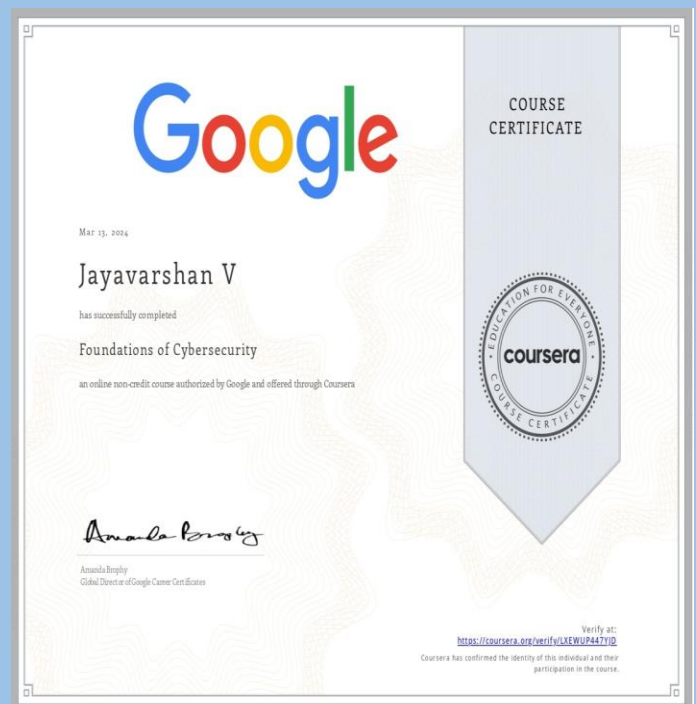 Google
COURSE
CERTIFICATE
Mar 13, 2024
Jayavarshan V
has successfully completed
Foundations of Cybersecurity
an online non-credit course authorized by Google and offered through Coursera
EDUCATION FOR EVERYONE
coursera
COURSE CERTIFICATE
Amanda Brophy
Amanda Brophy
Global Director of Google Career Certificates
Verify at:
https://coursera.org/verify/LXEWUP447YJD
Coursera has confirmed the identity of this individual and their
participation in the course.